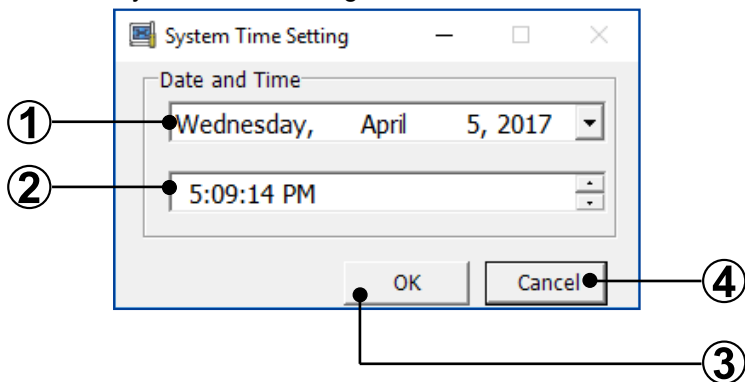 System Time Setting
Date and Time
1
Wednesday, April 5, 2017
2
5:09:14 PM
OK
Cancel
4
3